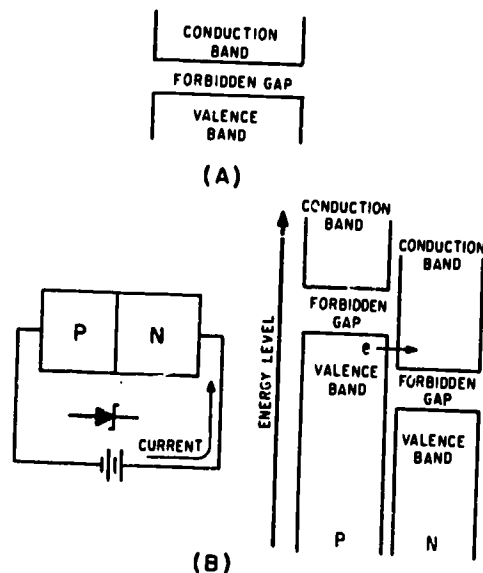 CONDUCTION
BAND
FORBIDDEN GAP
VALENCE
BAND
(A)
P
N
CURRENT
ENERGY LEVEL
CONDUCTION
BAND
FORBIDDEN
GAP
e
VALENCE
BAND
P
CONDUCTION
BAND
FORBIDDEN
GAP
VALENCE
BAND
N
(B)